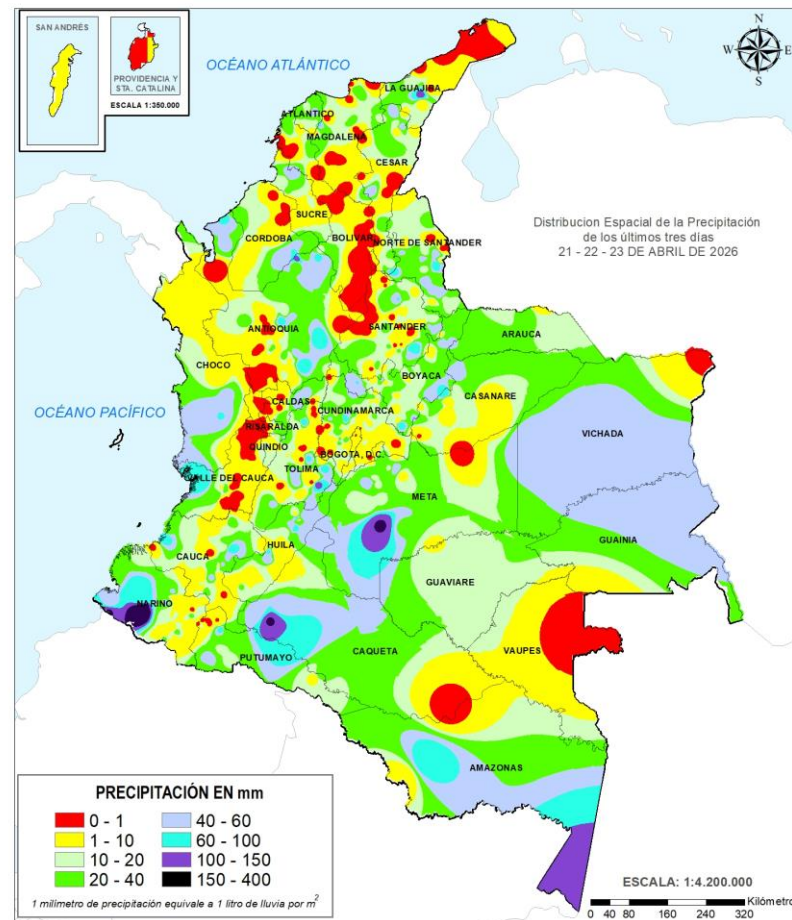 SAN ANDRÉS
PROVIDENCIA Y
STA. CATALINA
ESCALA 1:350.000
OCÉANO ATLÁNTICO
N
W
E
S
LA GUAJIRA
ATLANTICO
MAGDALENA
CESAR
SUCRE
Distribucion Espacial de la Precipitación
de los últimos tres días
21 - 22 - 23 DE ABRIL DE 2026
CORDOBA
BOLIVAR
NORTE DE SANTANDER
ANTIOQUIA
SANTANDER
ARAUCA
CHOCO
BOYACA
CASANARE
OCÉANO PACÍFICO
CALDAS
CUNDINAMARCA
RISARALDA
VICHADA
QUINDIO
BOGOTA, D.C.
TOLIMA
VALLE DEL CAUCA
META
GUAINIA
CAUCA
HUILA
GUAVIARE
NARIÑO
VAUPES
CAQUETA
PUTUMAYO
AMAZONAS
PRECIPITACIÓN EN mm
0 - 1
40 - 60
1 - 10
60 - 100
10 - 20
100 - 150
20 - 40
150 - 400
1 milimetro de precipitación equivale a 1 litro de lluvia por m2
ESCALA: 1:4.200.000
Kilómetro
40 80 160 240 320